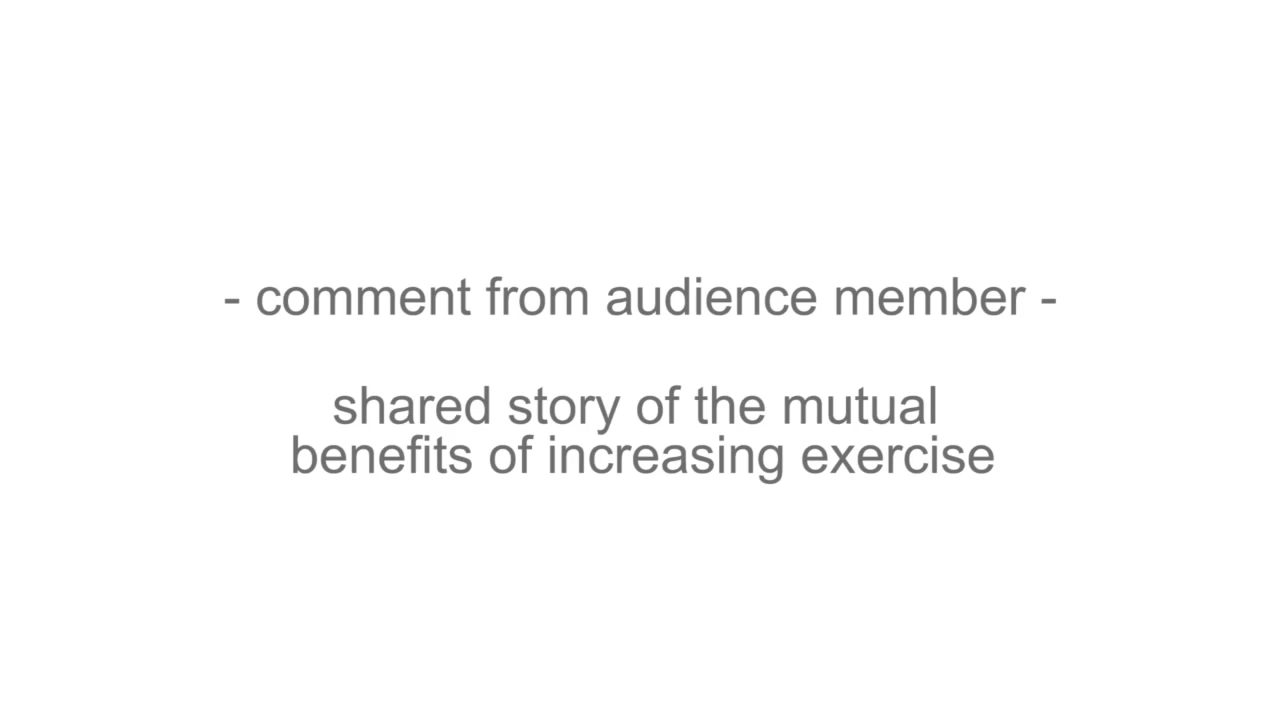 - comment from audience member -
shared story of the mutual
benefits of increasing exercise